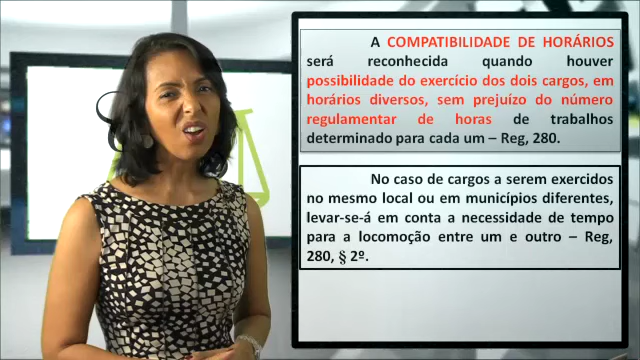 A COMPATIBILIDADE DE HORÁRIOS
será reconhecida quando houver
possibilidade do exercício dos dois cargos, em
horários diversos, sem prejuízo do número
regulamentar de horas de trabalhos
determinado para cada um – Reg, 280.
No caso de cargos a serem exercidos
no mesmo local ou em municípios diferentes,
levar-se-á em conta a necessidade de tempo
para a locomoção entre um e outro – Reg,
280, § 2º.